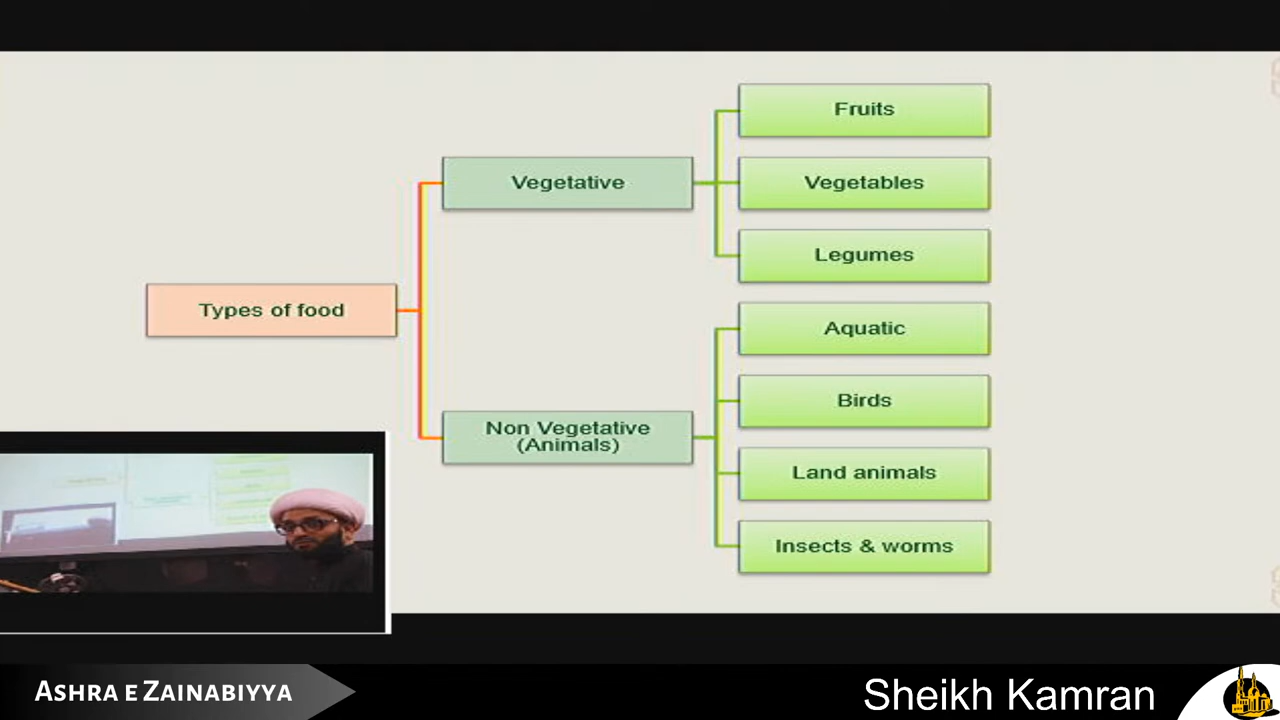 Fruits
Vegetative
Vegetables
Legumes
Types of food
Aquatic
Birds
Non Vegetative
(Animals)
Land animals
Insects & worms
ASHRA E ZAINABIYYA
Sheikh Kamran